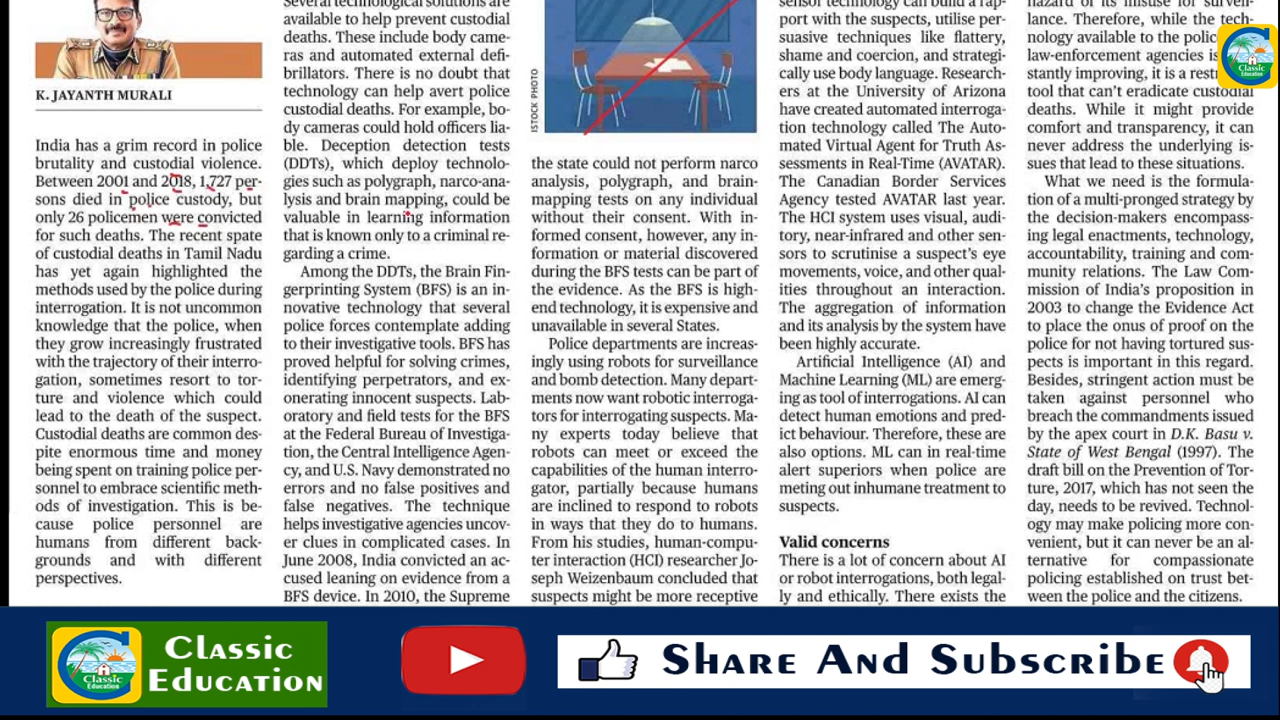 K. JAYANTH MURALI
India has a grim record in police
brutality and custodial violence.
Between 2001 and 2018, 1,727 per-
sons died in police custody, but
only 26 policemen were convicted
for such deaths. The recent spate
of custodial deaths in Tamil Nadu
has yet again highlighted the
methods used by the police during
interrogation. It is not uncommon
knowledge that the police, when
they grow increasingly frustrated
with the trajectory of their interro-
gation, sometimes resort to tor-
ture and violence which could
lead to the death of the suspect.
Custodial deaths are common des-
pite enormous time and money
being spent on training police per-
sonnel to embrace scientific meth-
ods of investigation. This is be-
cause police personnel are
humans from different back-
grounds and with different
perspectives.
Several technological solutions are
available to help prevent custodial
deaths. These include body came-
ras and automated external defi-
brillators. There is no doubt that
technology can help avert police
custodial deaths. For example, bo-
dy cameras could hold officers lia-
ble. Deception detection tests
(DDTs), which deploy technolo-
gies such as polygraph, narco-ana-
lysis and brain mapping, could be
valuable in learning information
that is known only to a criminal re-
garding a crime.
Among the DDTs, the Brain Fin-
gerprinting System (BFS) is an in-
novative technology that several
police forces contemplate adding
to their investigative tools. BFS has
proved helpful for solving crimes,
identifying perpetrators, and ex-
onerating innocent suspects. Lab-
oratory and field tests for the BFS
at the Federal Bureau of Investiga-
tion, the Central Intelligence Agen-
cy, and U.S. Navy demonstrated no
errors and no false positives and
false negatives. The technique
helps investigative agencies uncov-
er clues in complicated cases. In
June 2008, India convicted an ac-
cused leaning on evidence from a
BFS device. In 2010, the Supreme
ISTOCK PHOTO
the state could not perform narco
analysis, polygraph, and brain-
mapping tests on any individual
without their consent. With in-
formed consent, however, any in-
formation or material discovered
during the BFS tests can be part of
the evidence. As the BFS is high-
end technology, it is expensive and
unavailable in several States.
Police departments are increas-
ingly using robots for surveillance
and bomb detection. Many depart-
ments now want robotic interroga-
tors for interrogating suspects. Ma-
ny experts today believe that
robots can meet or exceed the
capabilities of the human interro-
gator, partially because humans
are inclined to respond to robots
in ways that they do to humans.
From his studies, human-compu-
ter interaction (HCI) researcher Jo-
seph Weizenbaum concluded that
suspects might be more receptive
sensor technology can build a rap-
port with the suspects, utilise per-
suasive techniques like flattery,
shame and coercion, and strategi-
cally use body language. Research-
ers at the University of Arizona
have created automated interroga-
tion technology called The Auto-
mated Virtual Agent for Truth As-
sessments in Real-Time (AVATAR).
The Canadian Border Services
Agency tested AVATAR last year.
The HCI system uses visual, audi-
tory, near-infrared and other sen-
sors to scrutinise a suspect's eye
movements, voice, and other qual-
ities throughout an interaction.
The aggregation of information
and its analysis by the system have
been highly accurate.
Artificial Intelligence (AI) and
Machine Learning (ML) are emerg-
ing as tool of interrogations. AI can
detect human emotions and pred-
ict behaviour. Therefore, these are
also options. ML can in real-time
alert superiors when police are
meting out inhumane treatment to
suspects.
Valid concerns
There is a lot of concern about AI
or robot interrogations, both legal-
ly and ethically. There exists the
hazard of its misuse for surveil-
lance. Therefore, while the tech-
nology available to the police
law-enforcement agencies is
stantly improving, it is a
tool that can't eradicate custodial
deaths. While it might provide
comfort and transparency, it can
never address the underlying is-
sues that lead to these situations.
What we need is the formula-
tion of a multi-pronged strategy by
the decision-makers encompass-
ing legal enactments, technology,
accountability, training and com-
munity relations. The Law Com-
mission of India's proposition in
2003 to change the Evidence Act
to place the onus of proof on the
police for not having tortured sus-
pects is important in this regard.
Besides, stringent action must be
taken against personnel who
breach the commandments issued
by the apex court in D.K. Basu v.
State of West Bengal (1997). The
draft bill on the Prevention of Tor-
ture, 2017, which has not seen the
day, needs to be revived. Technol-
ogy may make policing more con-
venient, but it can never be an al-
ternative for compassionate
policing established on trust bet-
ween the police and the citizens.
Classic
Education
Classic
Education
Classic
Education
Share And Subscribe